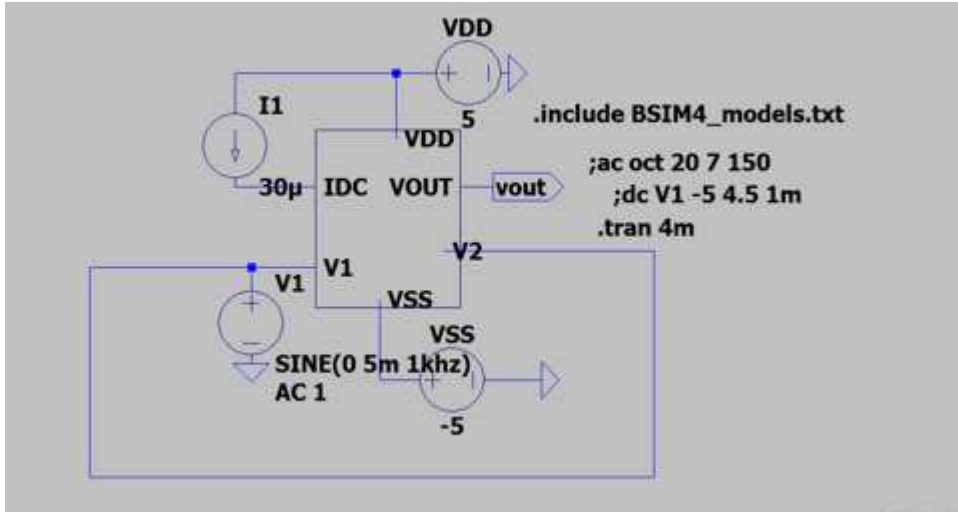 VDD
I1
5
.include BSIM4_models.txt
VDD
;ac oct 20 7 150
30µ
IDC
VOUT
vout
;dc V1 -5 4.5 1m
.tran 4m
V2
V1
V1
VSS
VSS
SINE(0 5m 1khz)
AC 1
-5